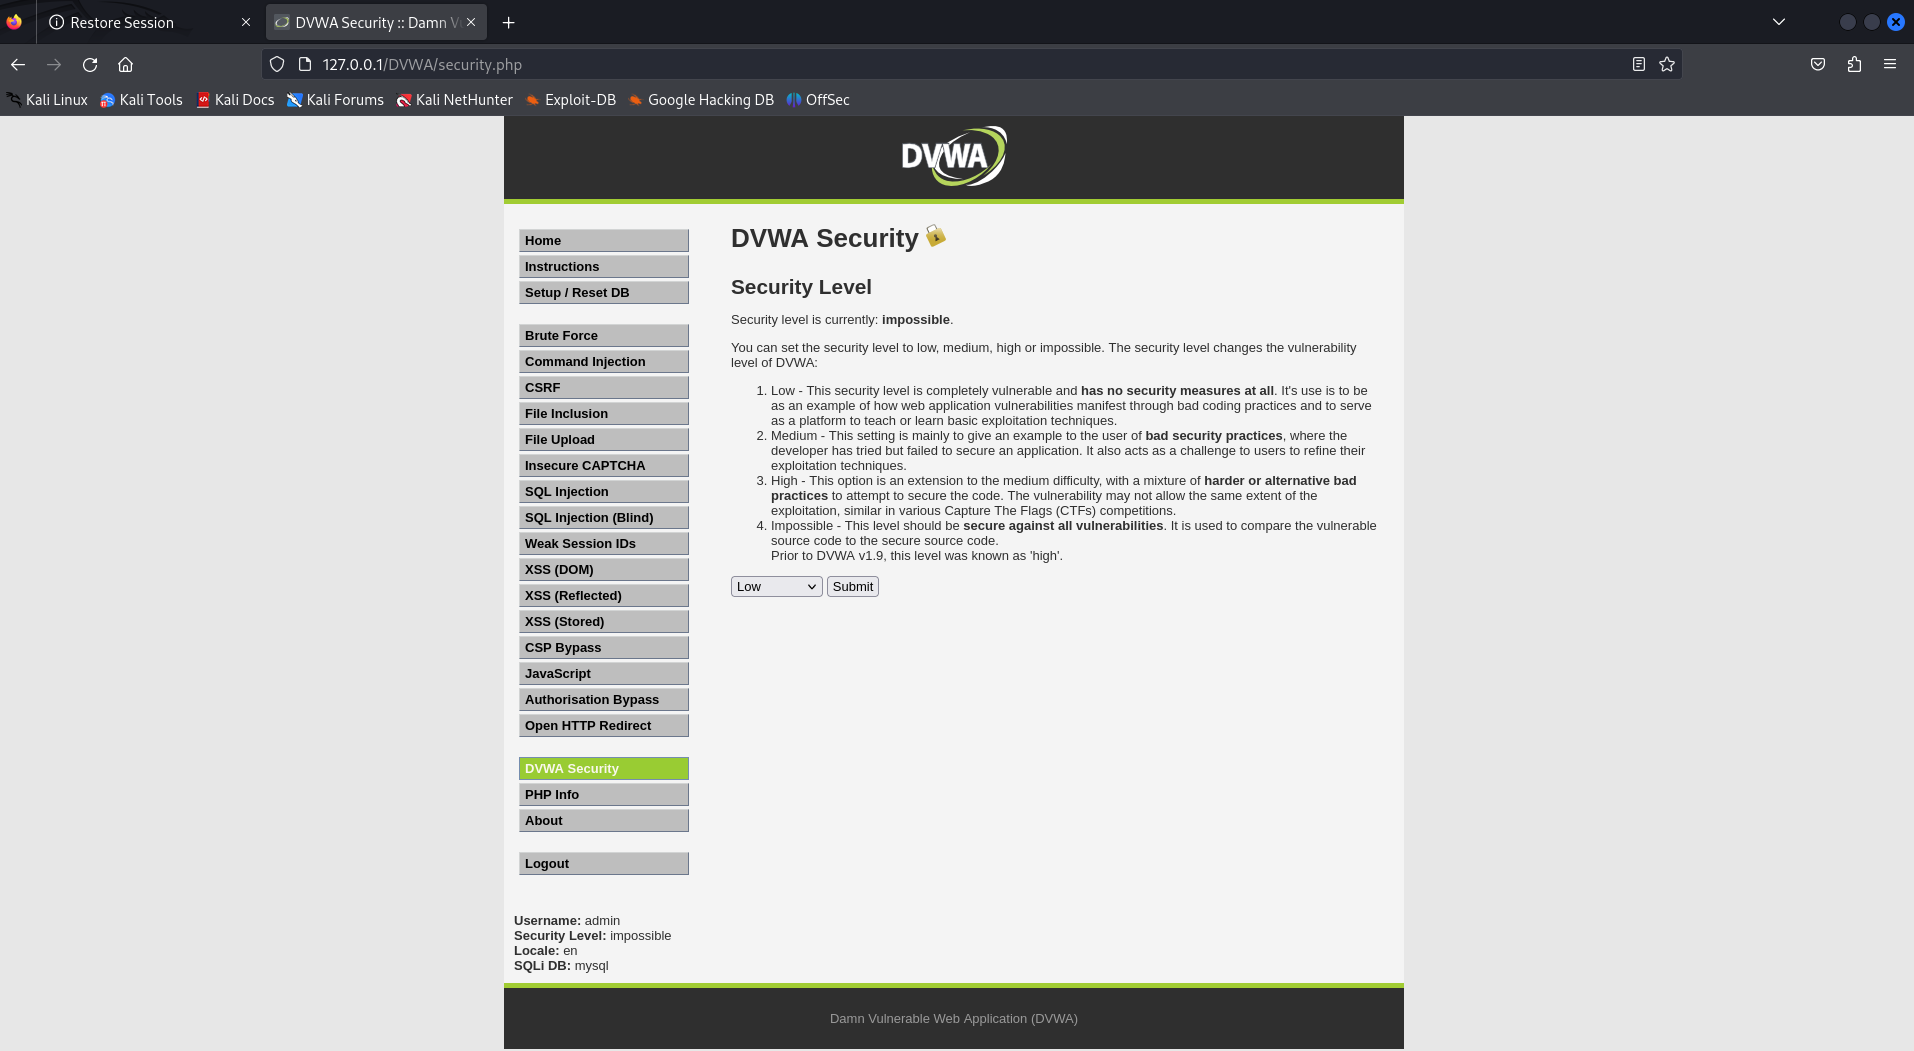 Restore Session
DVWA Security :: Damn V
127.0.0.1/DVWA/security.php
Kali Linux Kali Tools Kali Docs Kali Forums Kali NetHunter Exploit-DB Google Hacking DB OffSec
DVWA
Home
Instructions
Setup / Reset DB
Brute Force
Command Injection
CSRF
File Inclusion
File Upload
Insecure CAPTCHA
SQL Injection
SQL Injection (Blind)
Weak Session IDs
XSS (DOM)
XSS (Reflected)
XSS (Stored)
CSP Bypass
JavaScript
Authorisation Bypass
Open HTTP Redirect
DVWA Security
PHP Info
About
Logout
DVWA Security
Security Level
Security level is currently: impossible.
You can set the security level to low, medium, high or impossible. The security level changes the vulnerability
level of DVWA:
1. Low - This security level is completely vulnerable and has no security measures at all. It's use is to be
as an example of how web application vulnerabilities manifest through bad coding practices and to serve
as a platform to teach or learn basic exploitation techniques.
2. Medium - This setting is mainly to give an example to the user of bad security practices, where the
developer has tried but failed to secure an application. It also acts as a challenge to users to refine their
exploitation techniques.
3. High - This option is an extension to the medium difficulty, with a mixture of harder or alternative bad
practices to attempt to secure the code. The vulnerability may not allow the same extent of the
exploitation, similar in various Capture The Flags (CTFs) competitions.
4. Impossible - This level should be secure against all vulnerabilities. It is used to compare the vulnerable
source code to the secure source code.
Prior to DVWA v1.9, this level was known as 'high'.
Low Submit
Username: admin
Security Level: impossible
Locale: en
SQLi DB: mysql
Damn Vulnerable Web Application (DVWA)